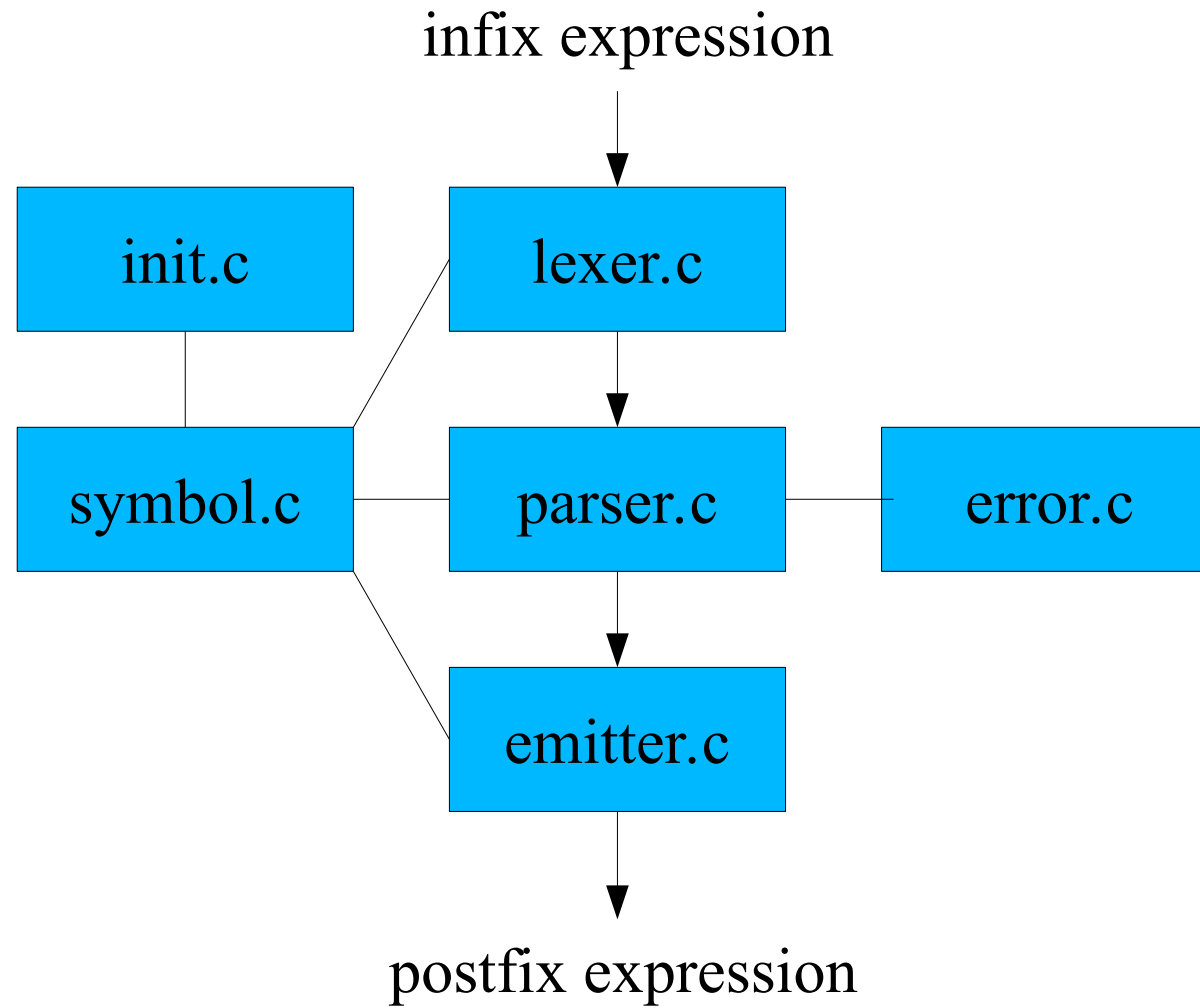 infix expression
init.c
lexer.c
symbol.c
parser.c
error.c
emitter.c
postfix expression